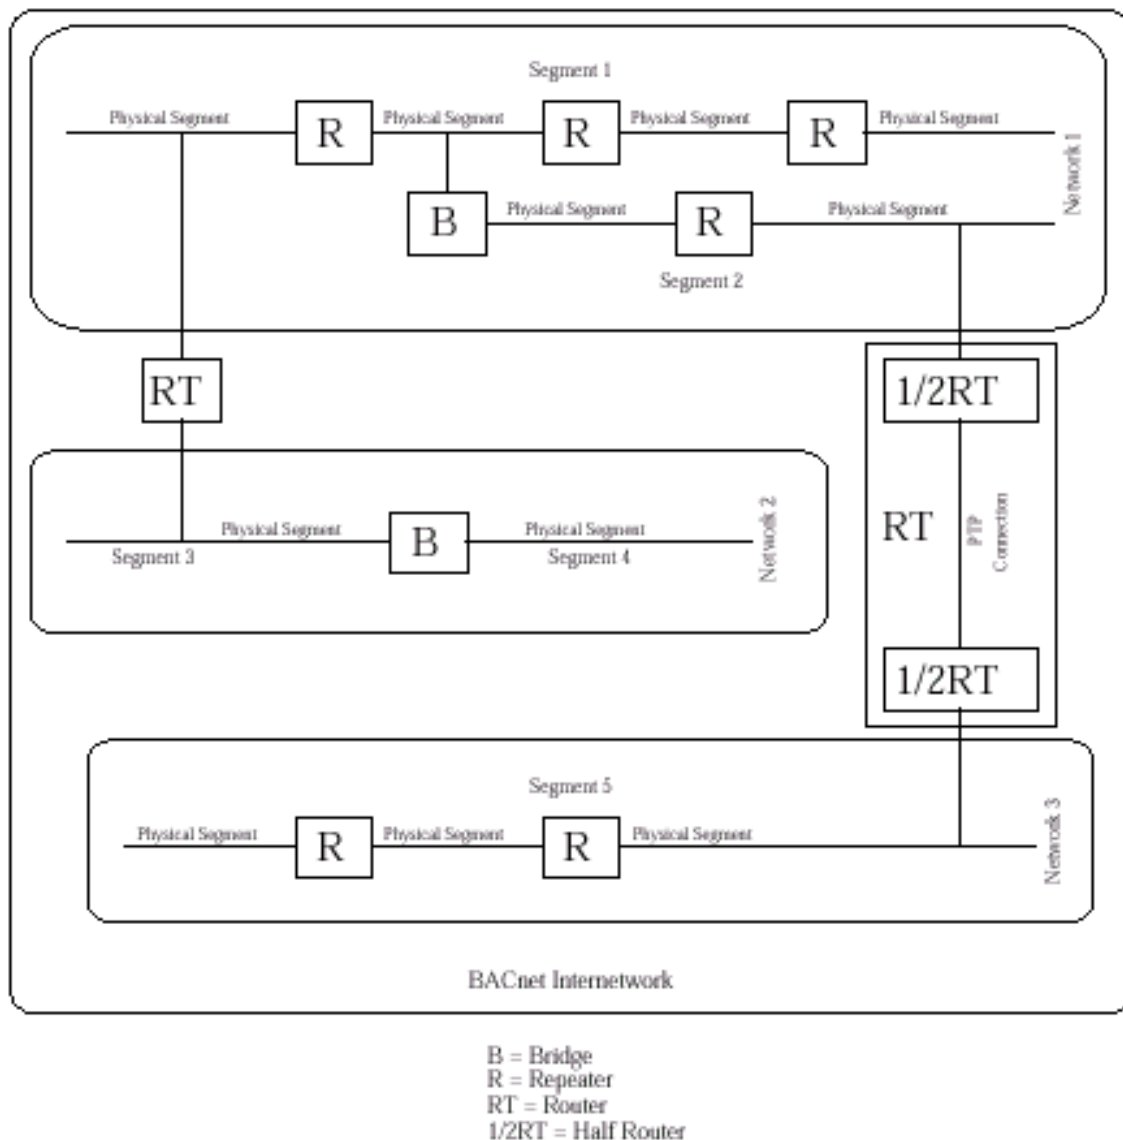 Segment 1
Physical Segment R Physical Segment R Physical Segment R Physical Segment
B Physical Segment R Physical Segment
Segment 2
Network 1
RT
1/2RT
RT
PTP
Connection
1/2RT
Physical Segment B Physical Segment
Segment 3 Segment 4
Network 2
Segment 5
Physical Segment R Physical Segment R Physical Segment
Network 3
BACnet Internetwork
B = Bridge
R = Repeater
RT = Router
1/2RT = Half Router